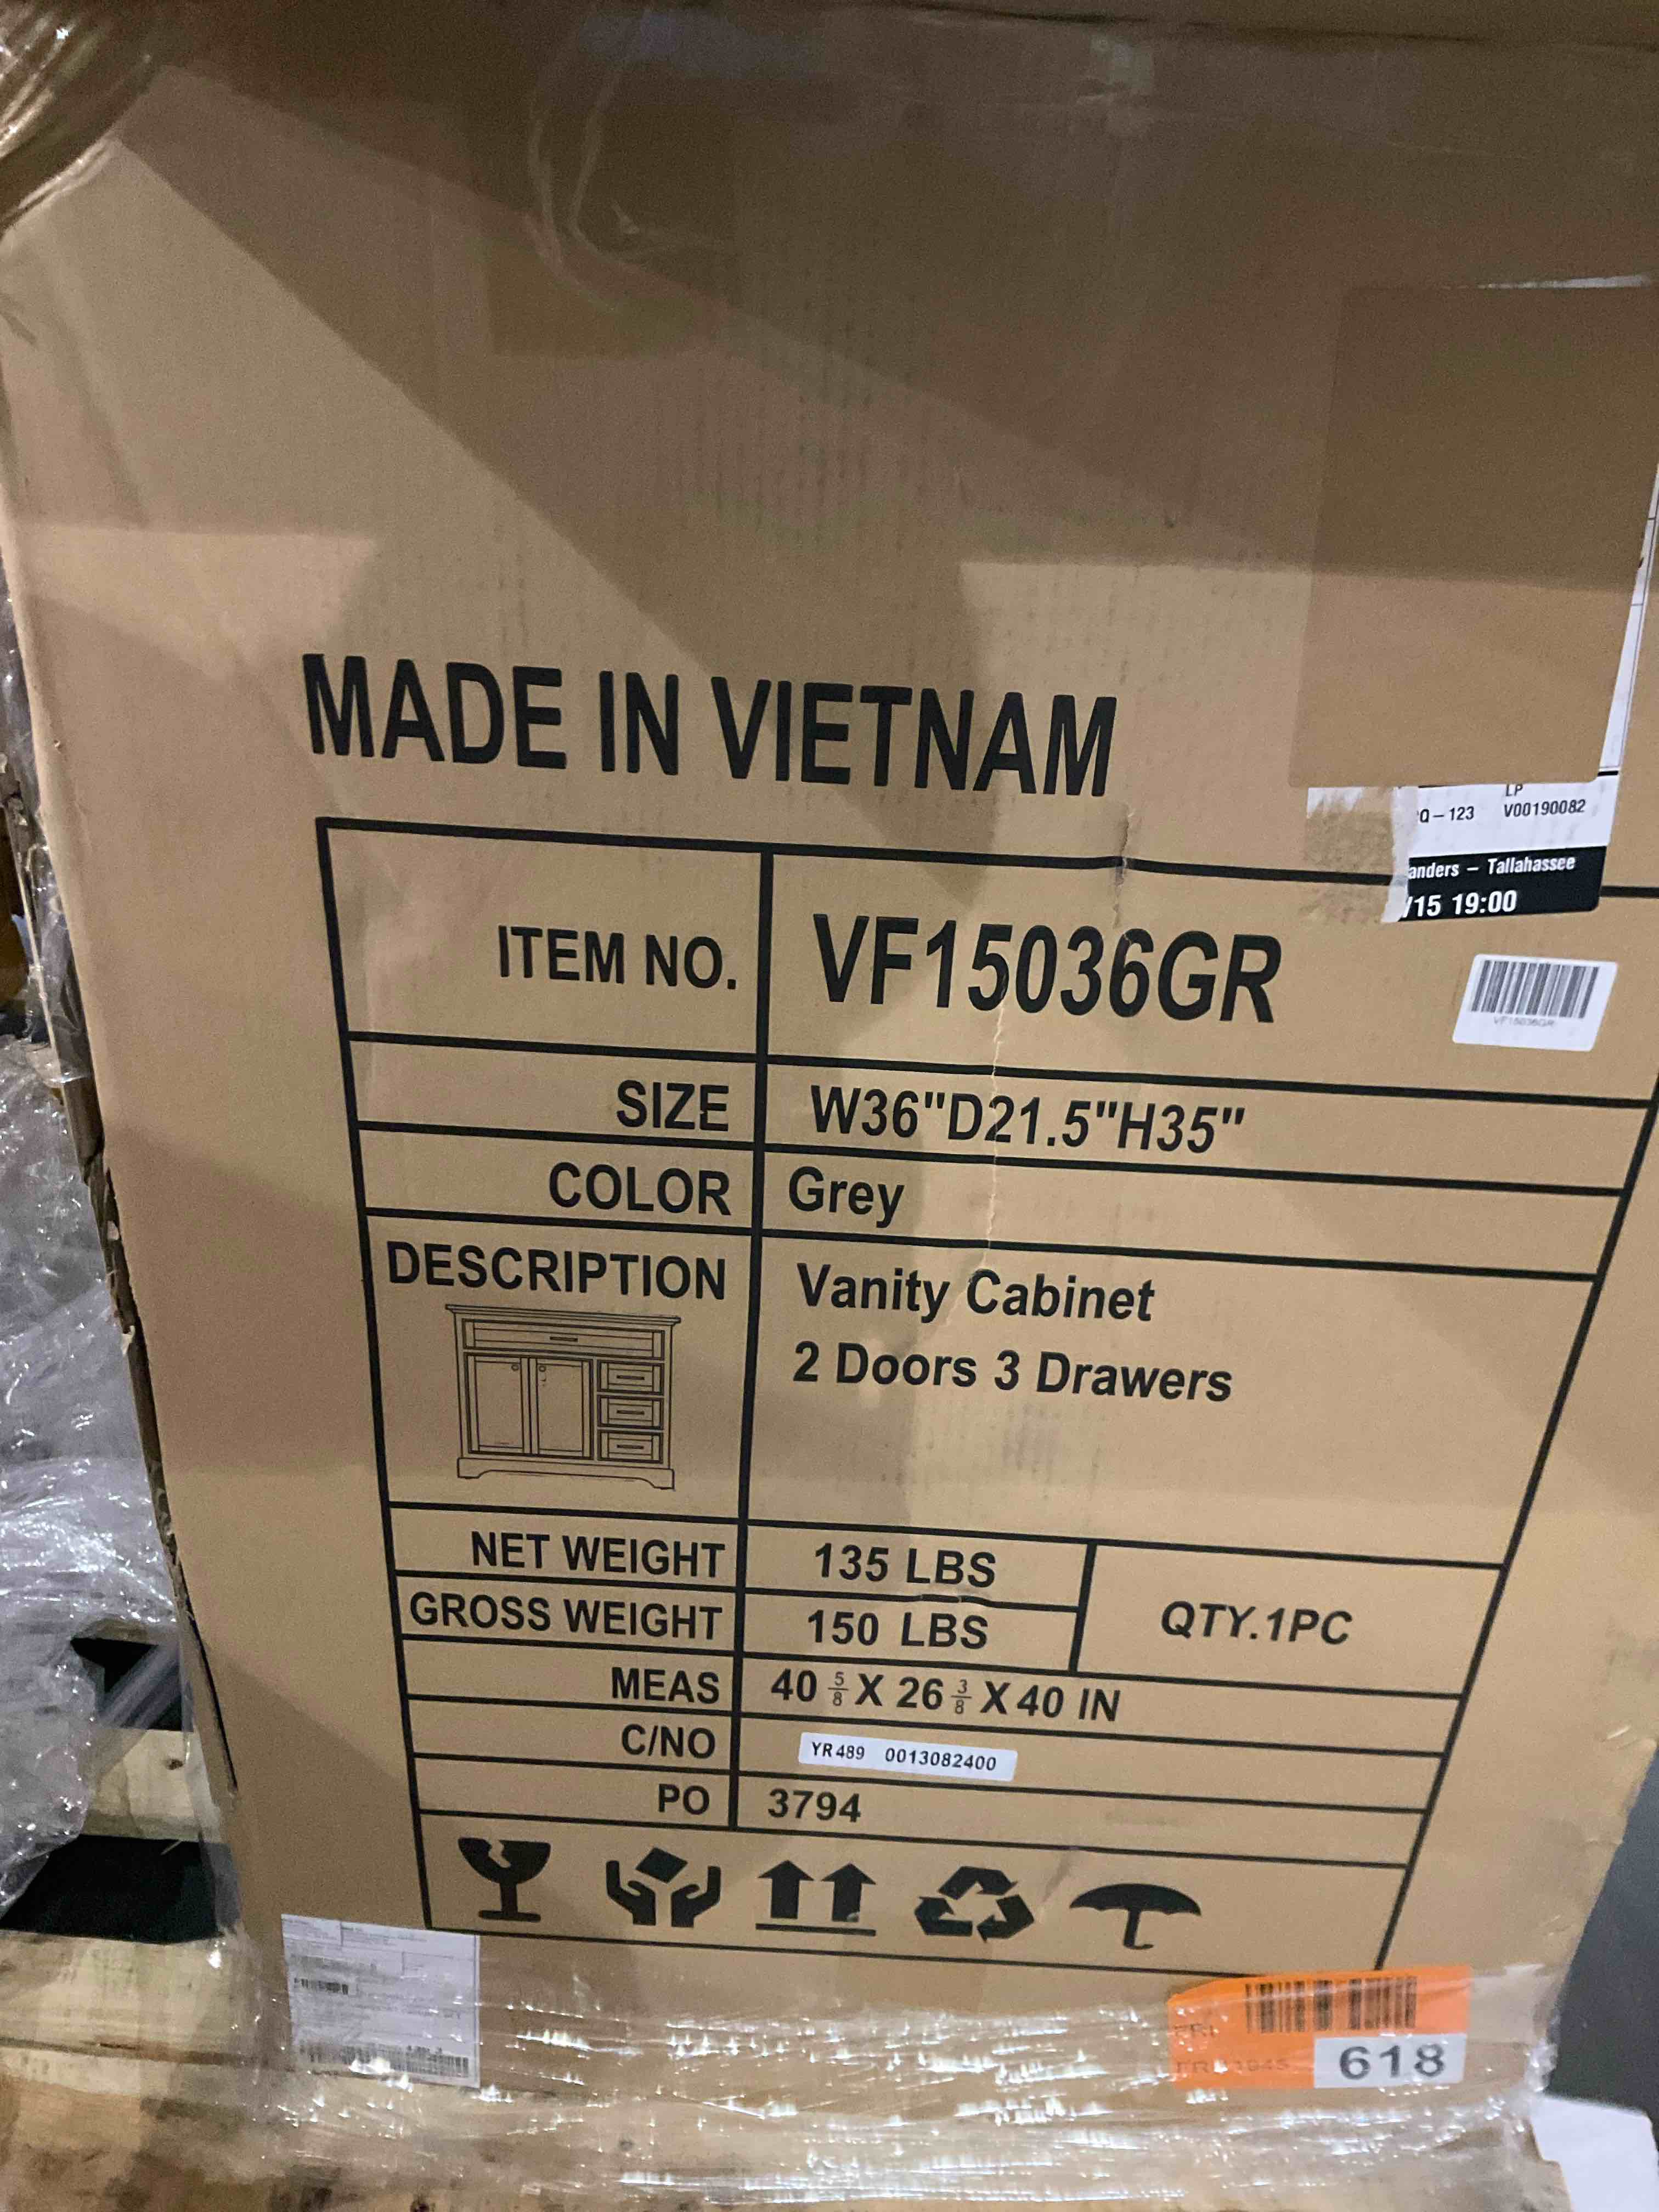 MADE IN VIETNAM
LP
Q-123 V00190082
anders – Tallahassee
/15 19:00
ITEM NO. VF15036GR
VF15036GR
SIZE W36"D21.5"H35"
COLOR Grey
DESCRIPTION Vanity Cabinet
2 Doors 3 Drawers
NET WEIGHT 135 LBS
GROSS WEIGHT 150 LBS
QTY.1PC
MEAS 40 5/8 X 26 3/8 X 40 IN
C/NO YR489 0013082400
PO 3794
618